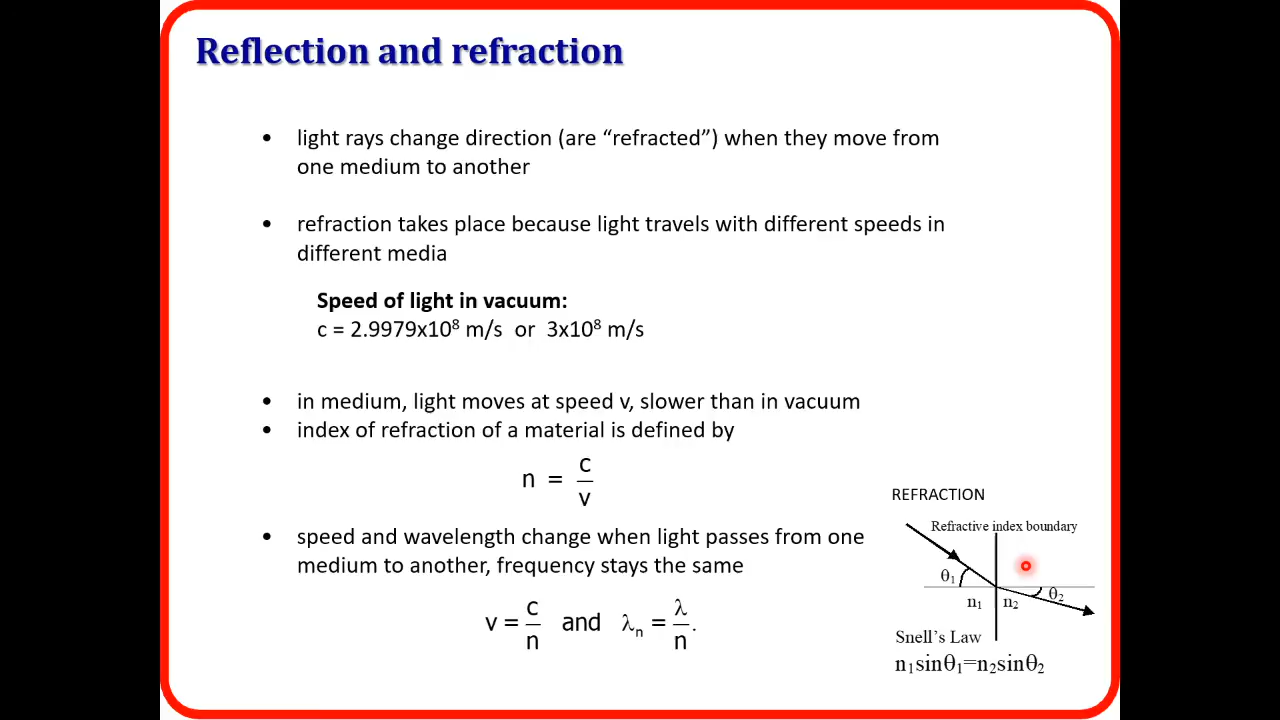 Reflection and refraction
• light rays change direction (are “refracted”) when they move from
one medium to another
• refraction takes place because light travels with different speeds in
different media
Speed of light in vacuum:
c = 2.9979x10⁸ m/s or 3x10⁸ m/s
• in medium, light moves at speed v, slower than in vacuum
• index of refraction of a material is defined by
n = c/v
• speed and wavelength change when light passes from one
medium to another, frequency stays the same
v = c/n and λₙ = λ/n.
REFRACTION
Refractive index boundary
θ₁
θ₂
n₁ n₂
Snell’s Law
n₁sinθ₁=n₂sinθ₂